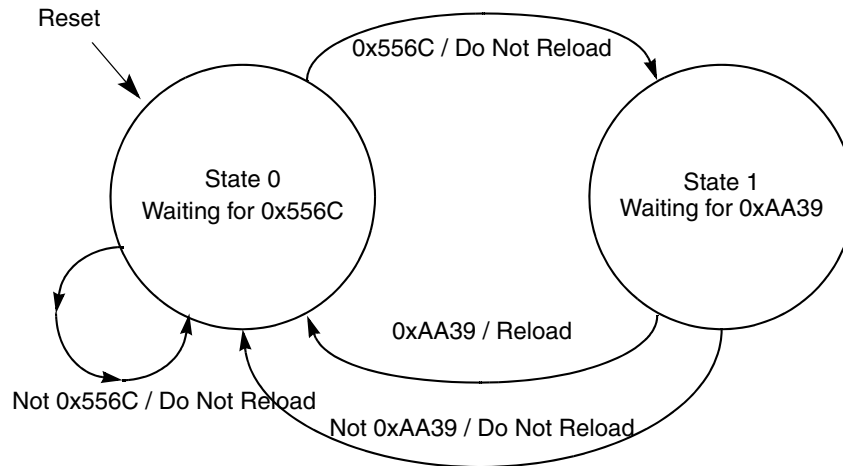 Reset
0x556C / Do Not Reload
State 0
Waiting for 0x556C
State 1
Waiting for 0xAA39
0xAA39 / Reload
Not 0x556C / Do Not Reload
Not 0xAA39 / Do Not Reload